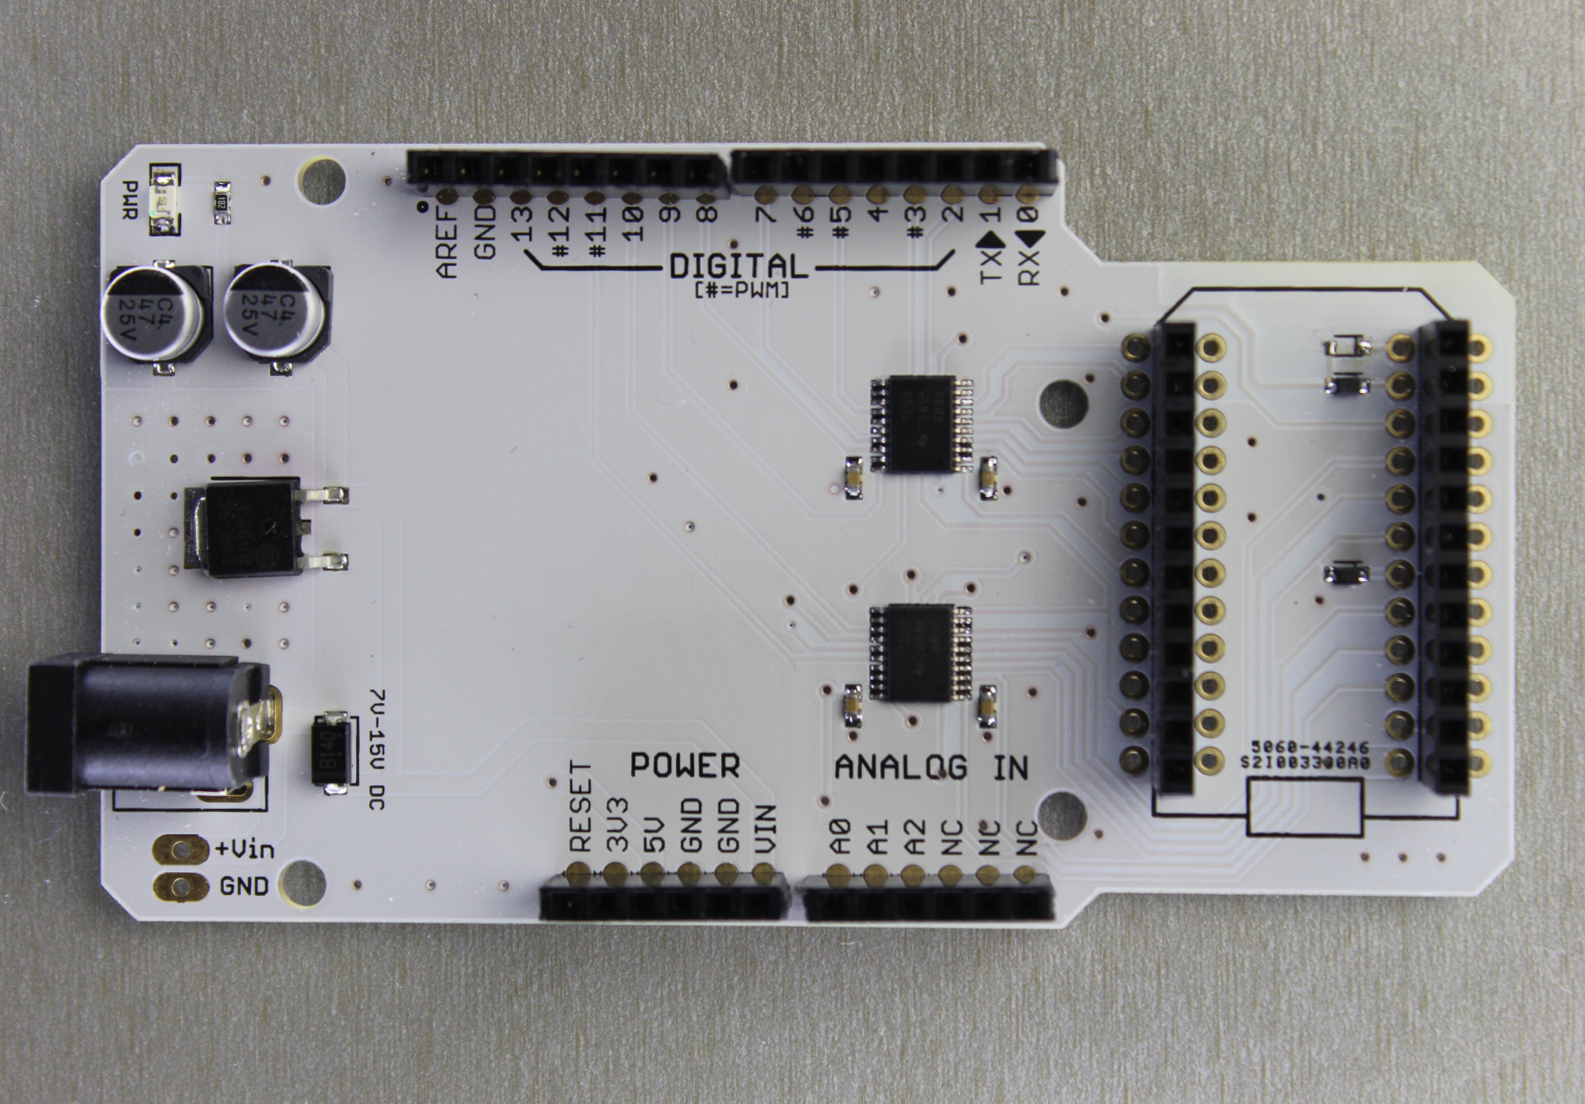 PWR
AREF
GND
13
#12
#11
10
9
8
7
#6
#5
4
#3
2
TX▶1
RX◀0
DIGITAL
[#=PWM]
C4.
47
25V
C4.
47
25V
7V-15V DC
B140
5060-44246
S2I003300A0
POWER
ANALOG IN
RESET
3V3
5V
GND
GND
VIN
A0
A1
A2
NC
NC
NC
+Vin
GND